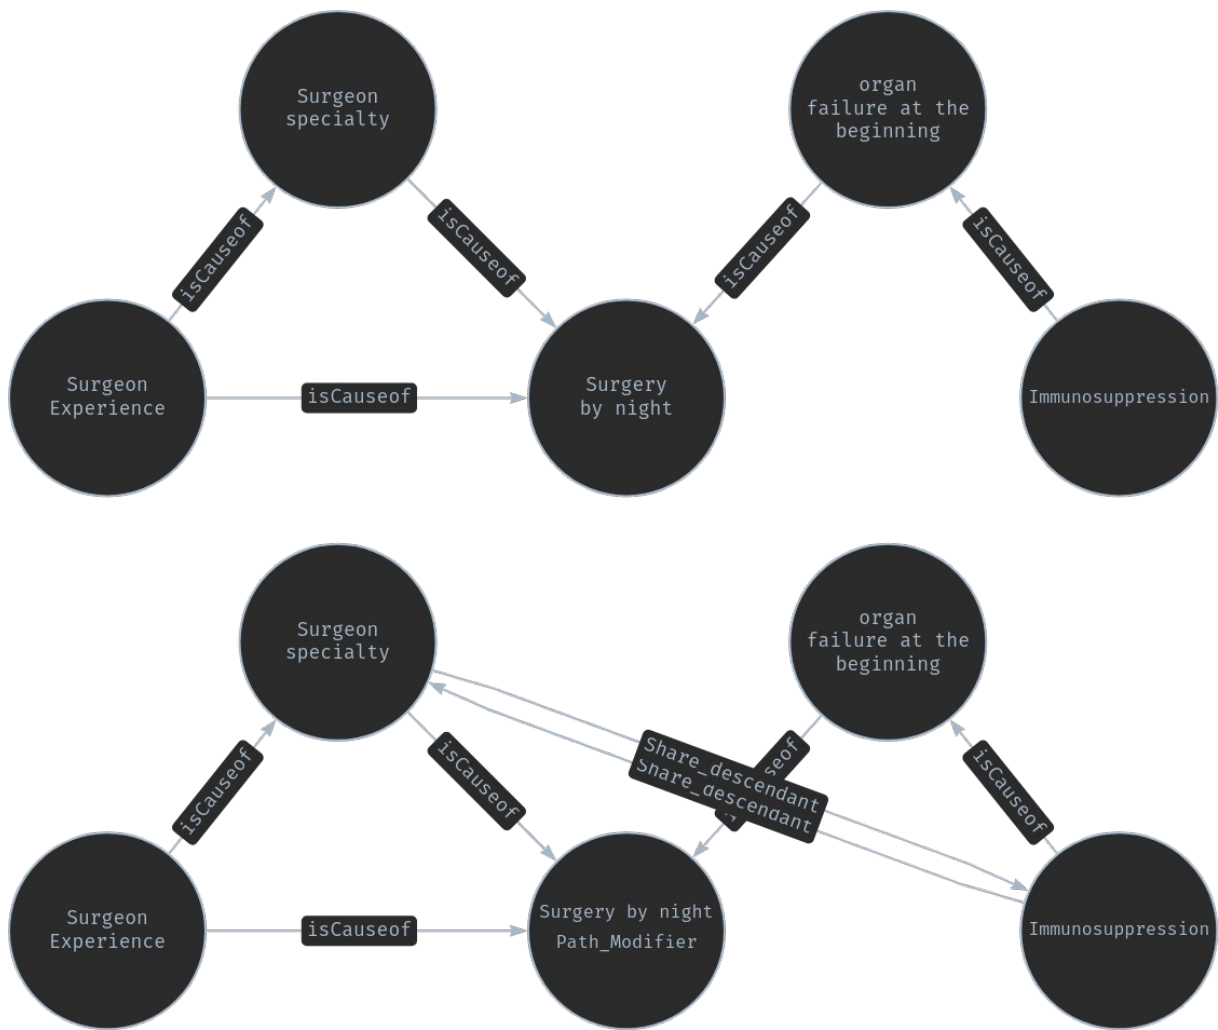 Surgeon
specialty
organ
failure at the
beginning
isCauseof
isCauseof
isCauseof
isCauseof
Surgeon
Experience
isCauseof
Surgery
by night
Immunosuppression
Surgeon
specialty
organ
failure at the
beginning
isCauseof
isCauseof
Share_descendant
Share_descendant
seof
isCauseof
Surgeon
Experience
isCauseof
Surgery by night
Path_Modifier
Immunosuppression